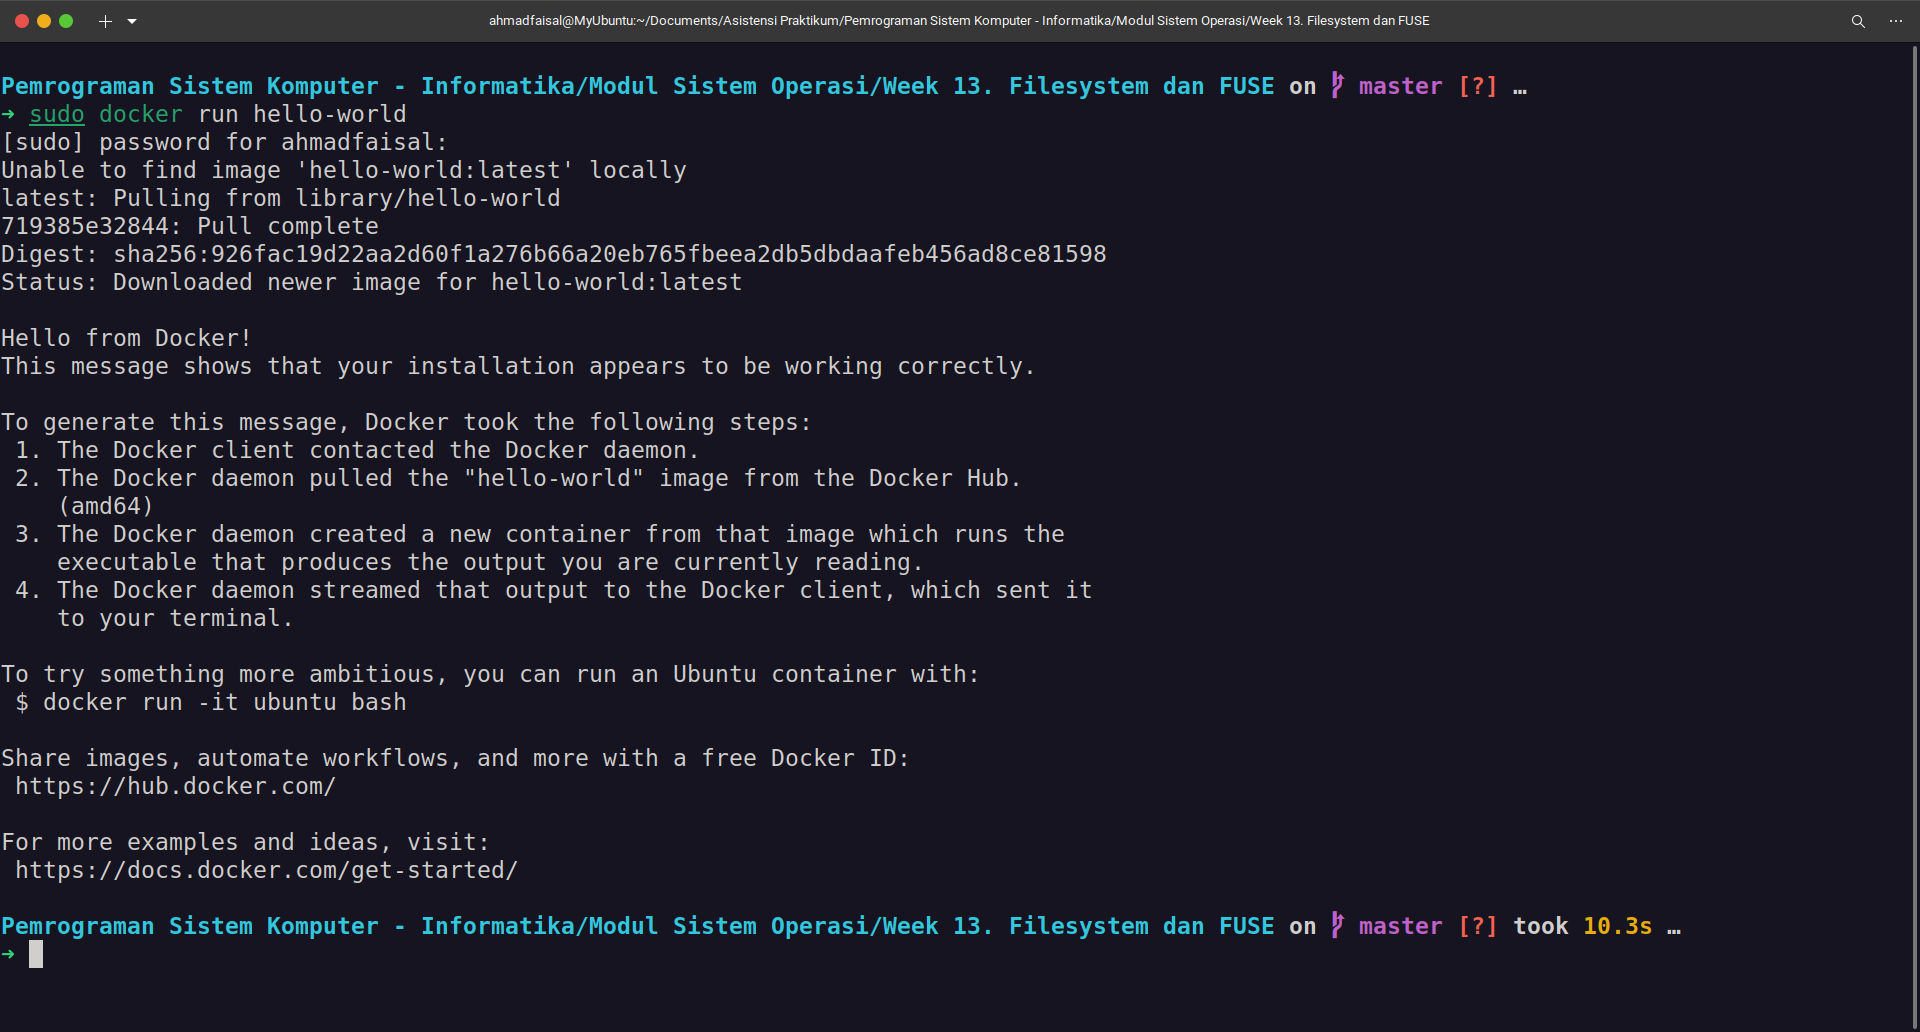 ahmadfaisal@MyUbuntu:~/Documents/Asistensi Praktikum/Pemrograman Sistem Komputer - Informatika/Modul Sistem Operasi/Week 13. Filesystem dan FUSE
Pemrograman Sistem Komputer - Informatika/Modul Sistem Operasi/Week 13. Filesystem dan FUSE on master [?] …
➜ sudo docker run hello-world
[sudo] password for ahmadfaisal:
Unable to find image 'hello-world:latest' locally
latest: Pulling from library/hello-world
719385e32844: Pull complete
Digest: sha256:926fac19d22aa2d60f1a276b66a20eb765fbeea2db5dbdaafeb456ad8ce81598
Status: Downloaded newer image for hello-world:latest
Hello from Docker!
This message shows that your installation appears to be working correctly.
To generate this message, Docker took the following steps:
1. The Docker client contacted the Docker daemon.
2. The Docker daemon pulled the "hello-world" image from the Docker Hub.
(amd64)
3. The Docker daemon created a new container from that image which runs the
executable that produces the output you are currently reading.
4. The Docker daemon streamed that output to the Docker client, which sent it
to your terminal.
To try something more ambitious, you can run an Ubuntu container with:
$ docker run -it ubuntu bash
Share images, automate workflows, and more with a free Docker ID:
https://hub.docker.com/
For more examples and ideas, visit:
https://docs.docker.com/get-started/
Pemrograman Sistem Komputer - Informatika/Modul Sistem Operasi/Week 13. Filesystem dan FUSE on master [?] took 10.3s …
➜